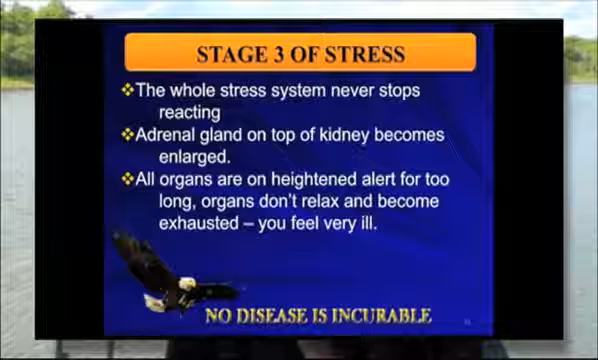 STAGE 3 OF STRESS
❖The whole stress system never stops
reacting
❖Adrenal gland on top of kidney becomes
enlarged.
❖All organs are on heightened alert for too
long, organs don't relax and become
exhausted – you feel very ill.
NO DISEASE IS INCURABLE